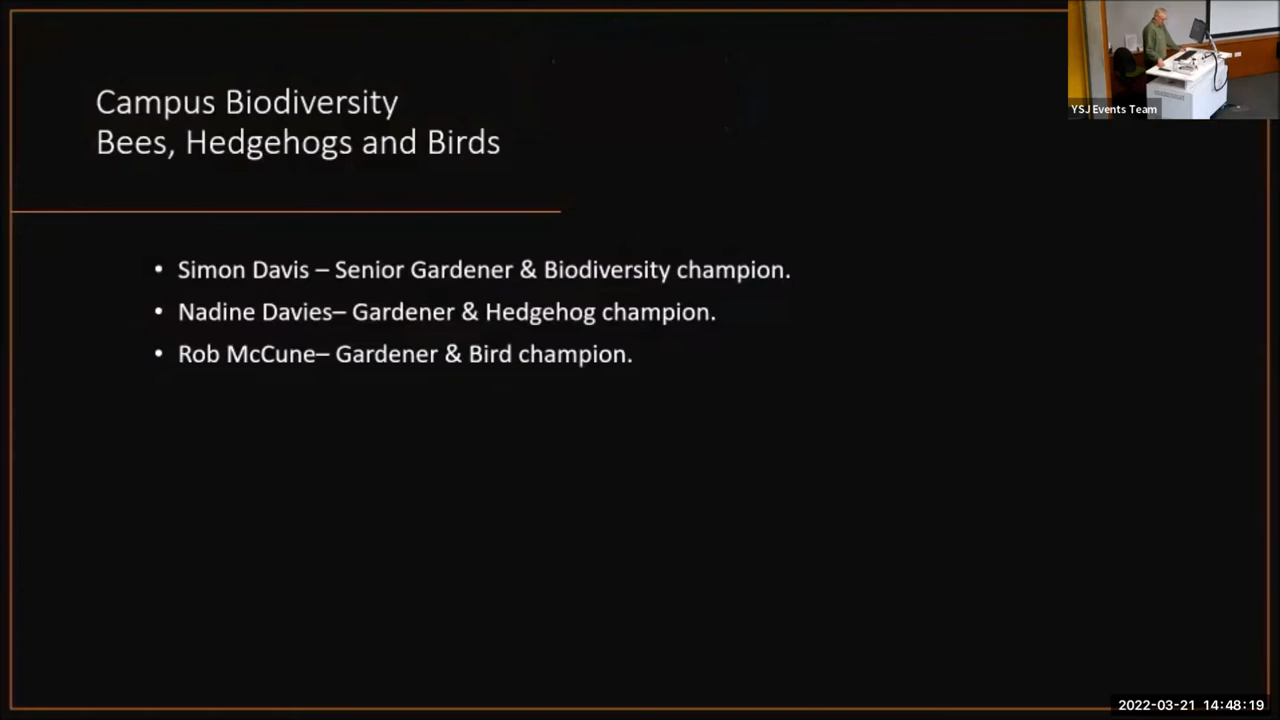 Campus Biodiversity
Bees, Hedgehogs and Birds
YSJ Events Team
• Simon Davis – Senior Gardener & Biodiversity champion.
• Nadine Davies– Gardener & Hedgehog champion.
• Rob McCune– Gardener & Bird champion.
2022-03-21 14:48:19